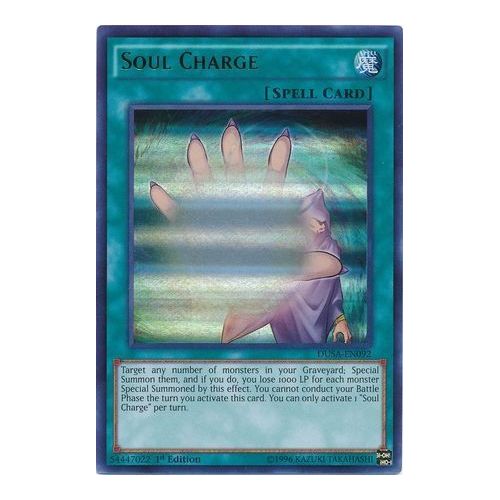 SOUL CHARGE
魔
[SPELL CARD]
DUSA-EN092
Target any number of monsters in your Graveyard; Special
Summon them, and if you do, you lose 1000 LP for each monster
Special Summoned by this effect. You cannot conduct your Battle
Phase the turn you activate this card. You can only activate 1 "Soul
Charge" per turn.
54447022 1st Edition
©1996 KAZUKI TAKAHASHI